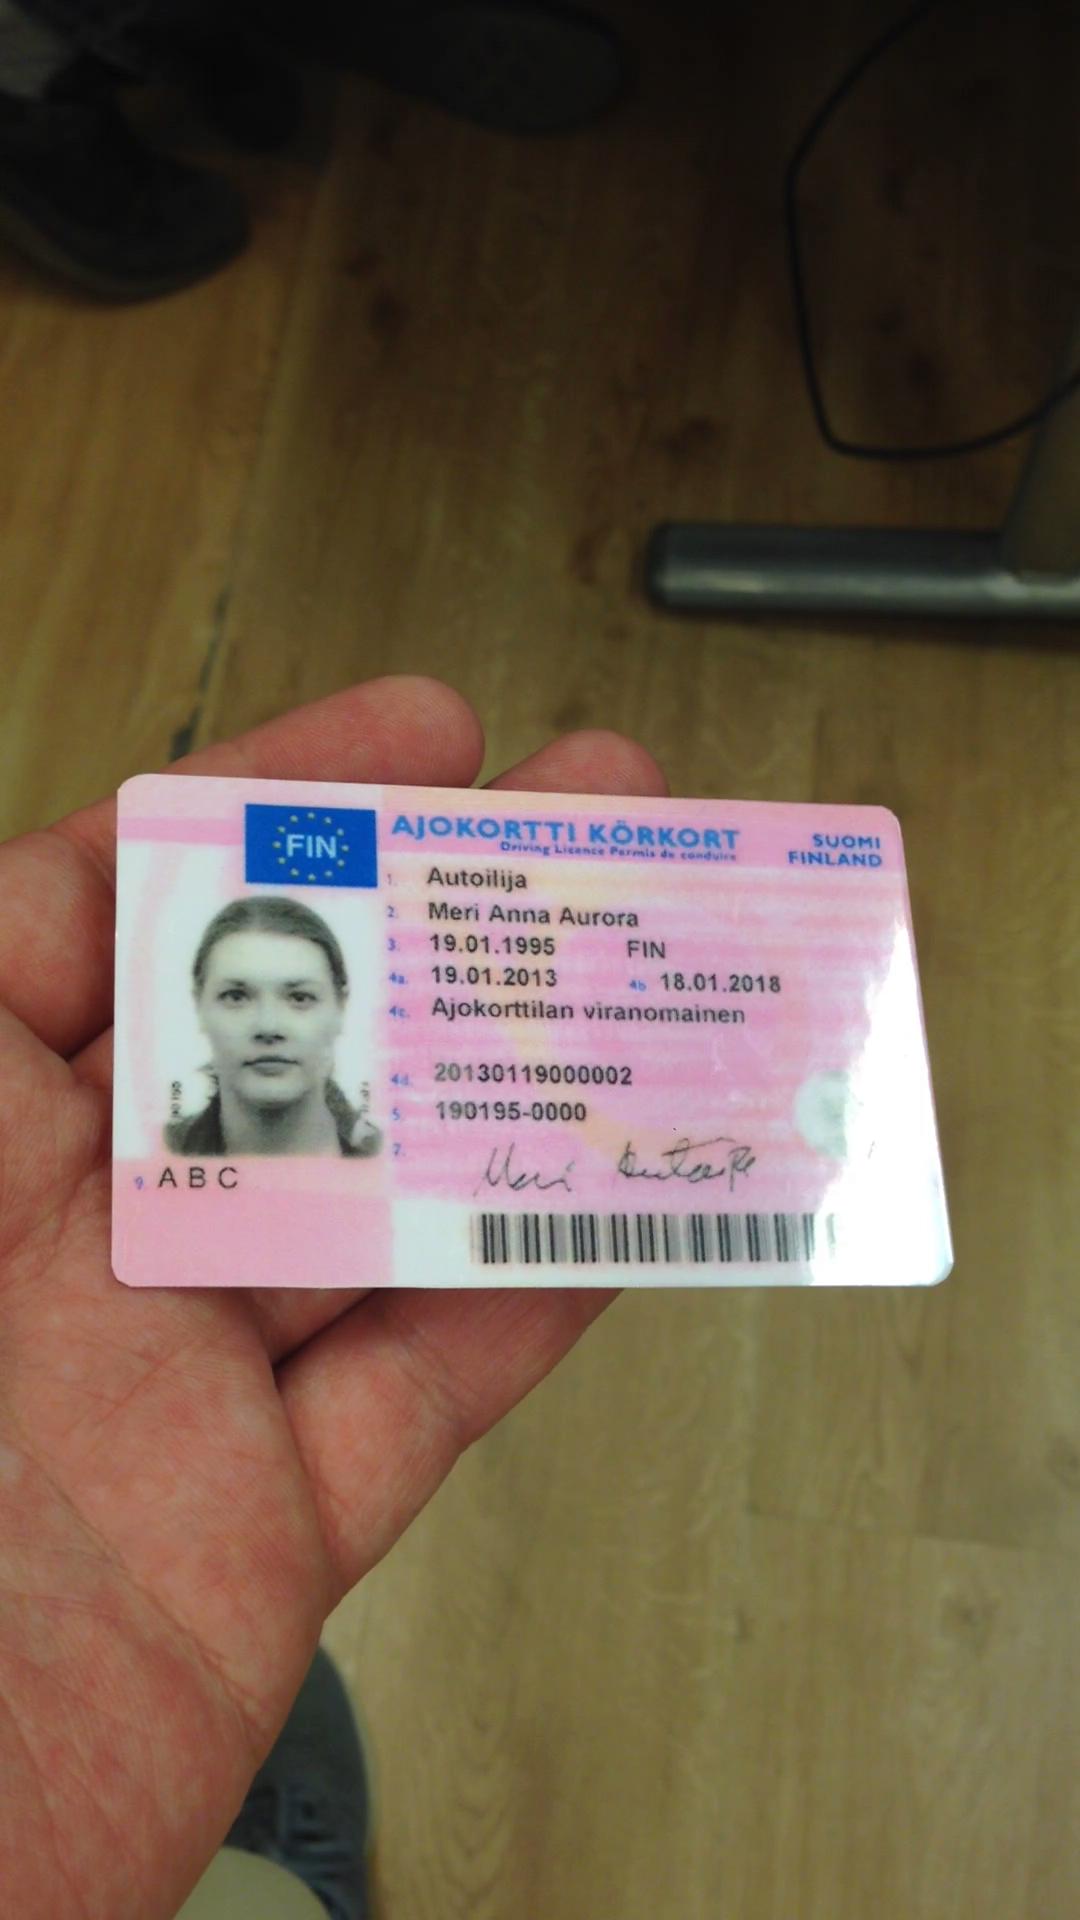 FIN
AJOKORTTI KÖRKORT
Driving Licence Permis de conduire
SUOMI
FINLAND
1. Autoilija
2. Meri Anna Aurora
3. 19.01.1995 FIN
4a. 19.01.2013 4b 18.01.2018
4c. Ajokorttilan viranomainen
4d. 20130119000002
5. 190195-0000
7. Meri Autoilija
9 A B C